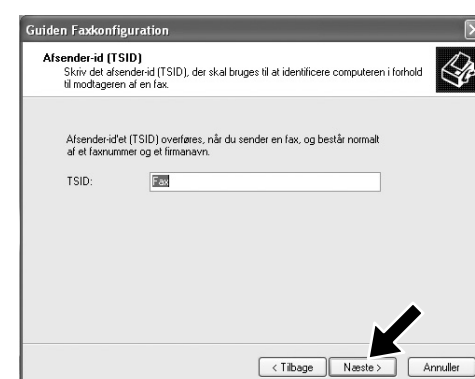 Guiden Faxkonfiguration
Afsender-id (TSID)
Skriv det afsender-id (TSID), der skal bruges til at identificere computeren i forhold
til modtageren af en fax.
Afsender-id'et (TSID) overføres, når du sender en fax, og består normalt
af et faxnummer og et firmanavn.
TSID: Fax
< Tilbage Næste > Annuller